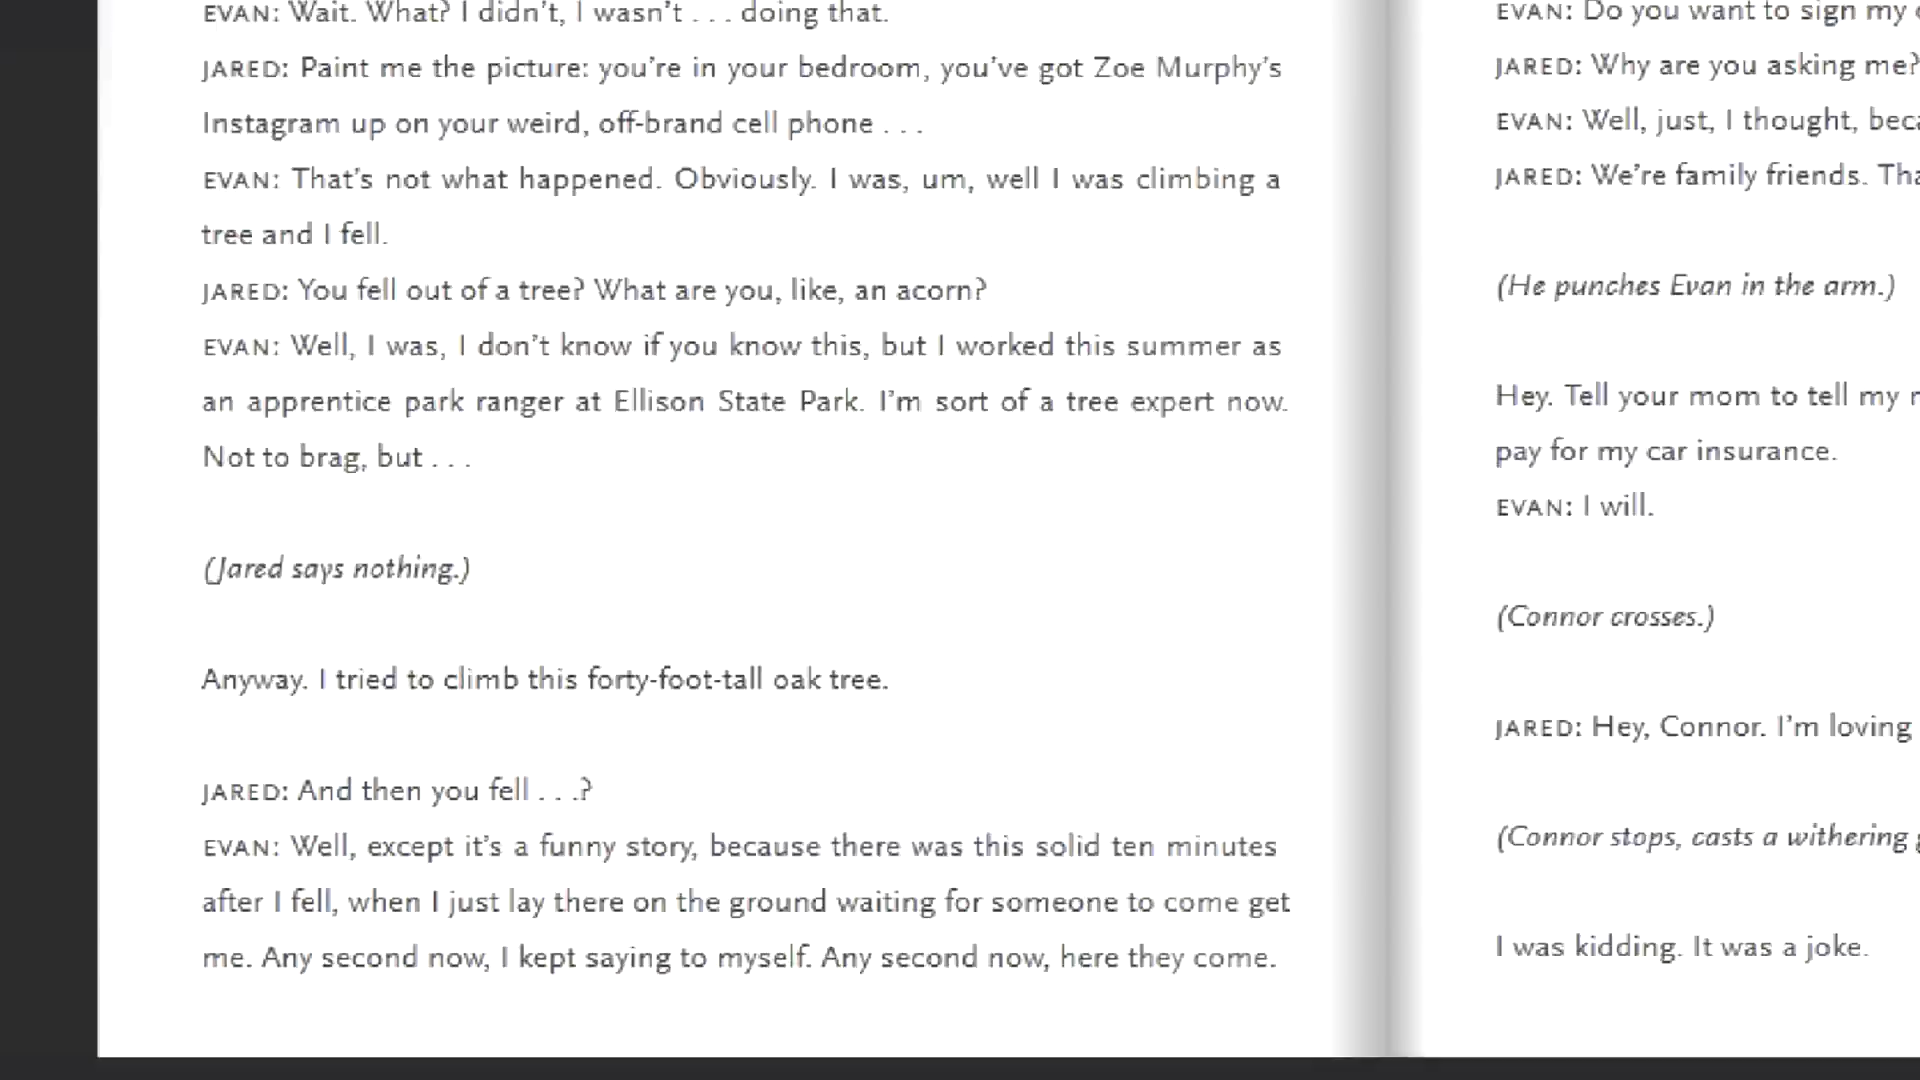 EVAN: Wait. What? I didn't, I wasn't . . . doing that.
JARED: Paint me the picture: you're in your bedroom, you've got Zoe Murphy's
Instagram up on your weird, off-brand cell phone . . .
EVAN: That's not what happened. Obviously. I was, um, well I was climbing a
tree and I fell.
JARED: You fell out of a tree? What are you, like, an acorn?
EVAN: Well, I was, I don't know if you know this, but I worked this summer as
an apprentice park ranger at Ellison State Park. I'm sort of a tree expert now.
Not to brag, but . . .
(Jared says nothing.)
Anyway. I tried to climb this forty-foot-tall oak tree.
JARED: And then you fell . . .?
EVAN: Well, except it's a funny story, because there was this solid ten minutes
after I fell, when I just lay there on the ground waiting for someone to come get
me. Any second now, I kept saying to myself. Any second now, here they come.
EVAN: Do you want to sign my
JARED: Why are you asking me?
EVAN: Well, just, I thought,
JARED: We're family friends.
(He punches Evan in the arm.)
Hey. Tell your mom to tell my
pay for my car insurance.
EVAN: I will.
(Connor crosses.)
JARED: Hey, Connor. I'm loving
(Connor stops, casts a withering
I was kidding. It was a joke.